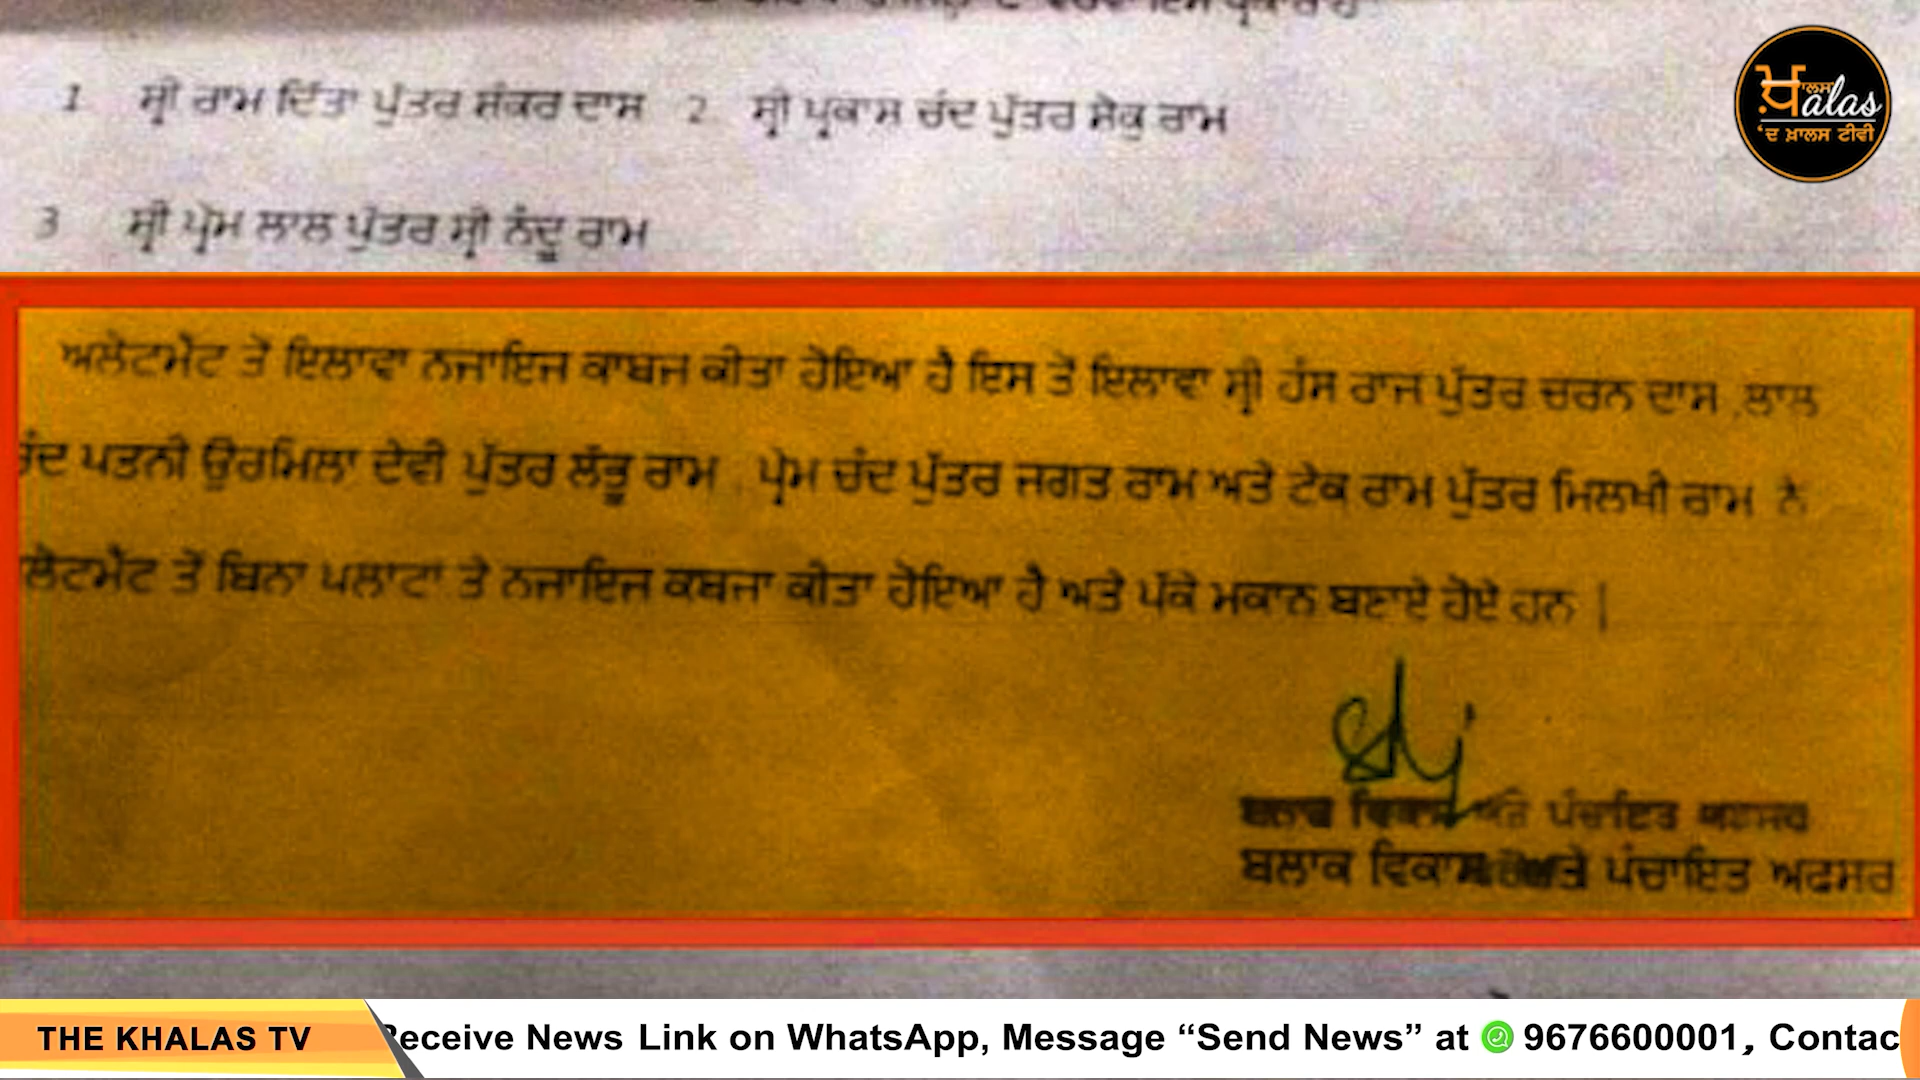 1 ਸ਼੍ਰੀ ਰਾਮ ਦਿੱਤਾ ਪੁੱਤਰ ਸ਼ੰਕਰ ਦਾਸ 2 ਸ਼੍ਰੀ ਪ੍ਰਕਾਸ਼ ਚੰਦ ਪੁੱਤਰ ਸੇਕੁ ਰਾਮ
3 ਸ਼੍ਰੀ ਪ੍ਰੇਮ ਲਾਲ ਪੁੱਤਰ ਸ਼੍ਰੀ ਨੰਦੂ ਰਾਮ
ਅਲੋਟਮੈਂਟ ਤੋਂ ਇਲਾਵਾ ਨਜਾਇਜ ਕਾਬਜ ਕੀਤਾ ਹੋਇਆ ਹੈ ਇਸ ਤੋਂ ਇਲਾਵਾ ਸ਼੍ਰੀ ਹੰਸ ਰਾਜ ਪੁੱਤਰ ਚਰਨ ਦਾਸ ,ਲਾਲ
ਚੰਦ ਪਤਨੀ ਉਰਮਿਲਾ ਦੇਵੀ ਪੁੱਤਰ ਲੱਭੂ ਰਾਮ , ਪ੍ਰੇਮ ਚੰਦ ਪੁੱਤਰ ਜਗਤ ਰਾਮ ਅਤੇ ਟੇਕ ਰਾਮ ਪੁੱਤਰ ਮਿਲਖੀ ਰਾਮ ਨੇ
ਲੋਟਮੈਂਟ ਤੋਂ ਬਿਨਾ ਪਲਾਟਾਂ ਤੇ ਨਜਾਇਜ ਕਬਜਾ ਕੀਤਾ ਹੋਇਆ ਹੈ ਅਤੇ ਪੱਕੇ ਮਕਾਨ ਬਣਾਏ ਹੋਏ ਹਨ |
ਬਲਾਕ ਵਿਕਾਸ ਅਤੇ ਪੰਚਾਇਤ ਅਫਸਰ
ਬਲਾਕ ਵਿਕਾਸ ਅਤੇ ਪੰਚਾਇਤ ਅਫਸਰ
ਖ਼ਾਲਸ alas
'ਦ ਖ਼ਾਲਸ ਟੀਵੀ
THE KHALAS TV Receive News Link on WhatsApp, Message “Send News” at 9676600001, Contac